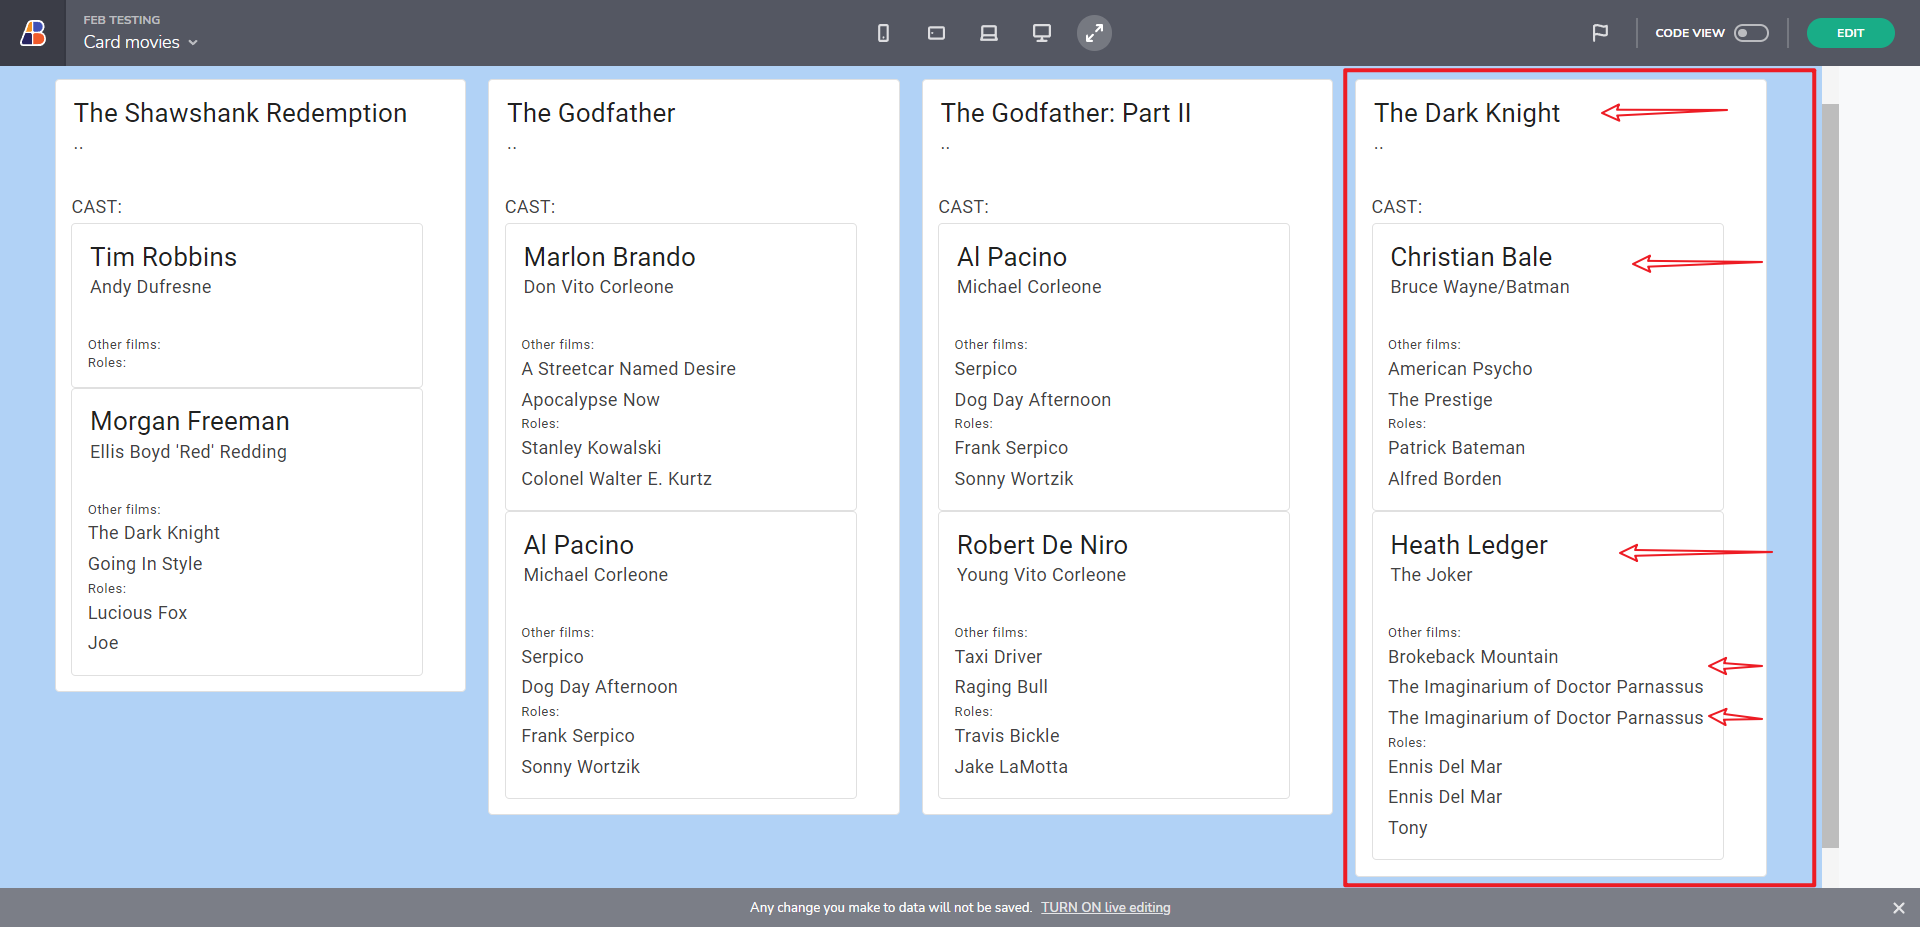 FEB TESTING
Card movies
CODE VIEW
EDIT
The Shawshank Redemption
..
CAST:
Tim Robbins
Andy Dufresne
Other films:
Roles:
Morgan Freeman
Ellis Boyd 'Red' Redding
Other films:
The Dark Knight
Going In Style
Roles:
Lucious Fox
Joe
The Godfather
..
CAST:
Marlon Brando
Don Vito Corleone
Other films:
A Streetcar Named Desire
Apocalypse Now
Roles:
Stanley Kowalski
Colonel Walter E. Kurtz
Al Pacino
Michael Corleone
Other films:
Serpico
Dog Day Afternoon
Roles:
Frank Serpico
Sonny Wortzik
The Godfather: Part II
..
CAST:
Al Pacino
Michael Corleone
Other films:
Serpico
Dog Day Afternoon
Roles:
Frank Serpico
Sonny Wortzik
Robert De Niro
Young Vito Corleone
Other films:
Taxi Driver
Raging Bull
Roles:
Travis Bickle
Jake LaMotta
The Dark Knight
..
CAST:
Christian Bale
Bruce Wayne/Batman
Other films:
American Psycho
The Prestige
Roles:
Patrick Bateman
Alfred Borden
Heath Ledger
The Joker
Other films:
Brokeback Mountain
The Imaginarium of Doctor Parnassus
The Imaginarium of Doctor Parnassus
Roles:
Ennis Del Mar
Ennis Del Mar
Tony
Any change you make to data will not be saved. TURN ON live editing